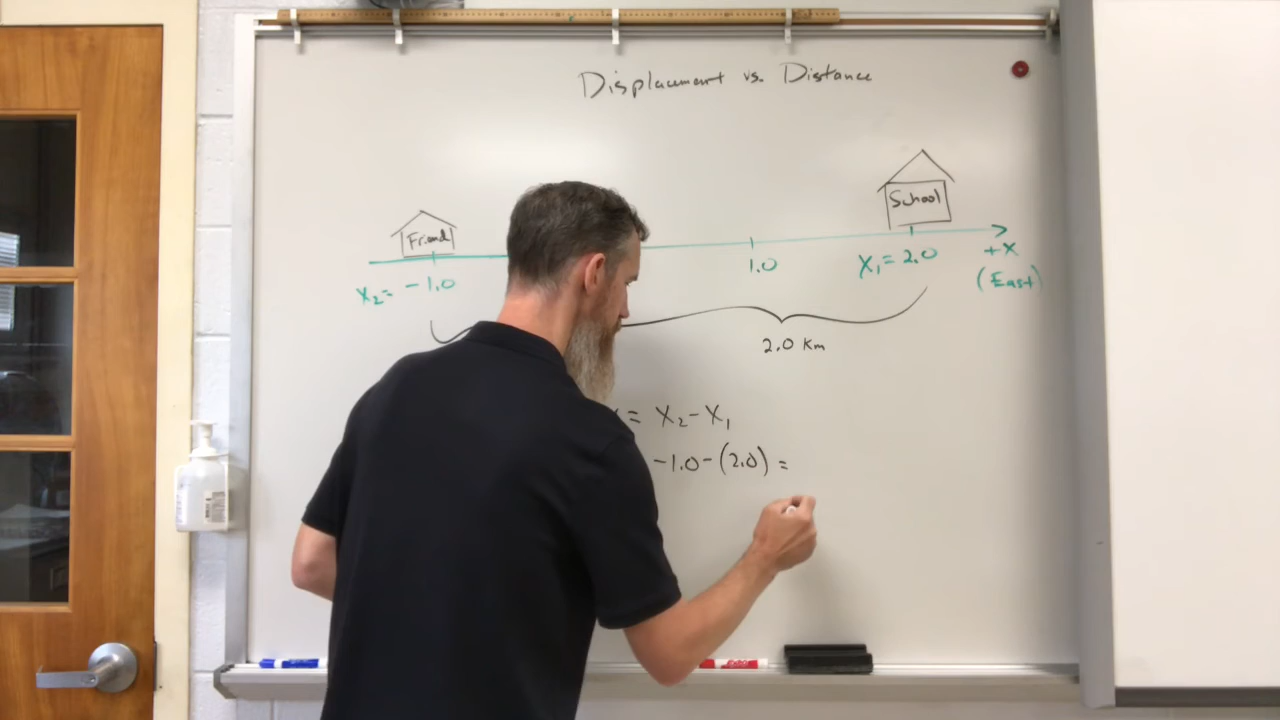 Displacement vs. Distance
School
Friend
1.0
X₁ = 2.0
+X
(East)
X₂ = -1.0
2.0 Km
= X₂ - X₁
-1.0 - (2.0) =